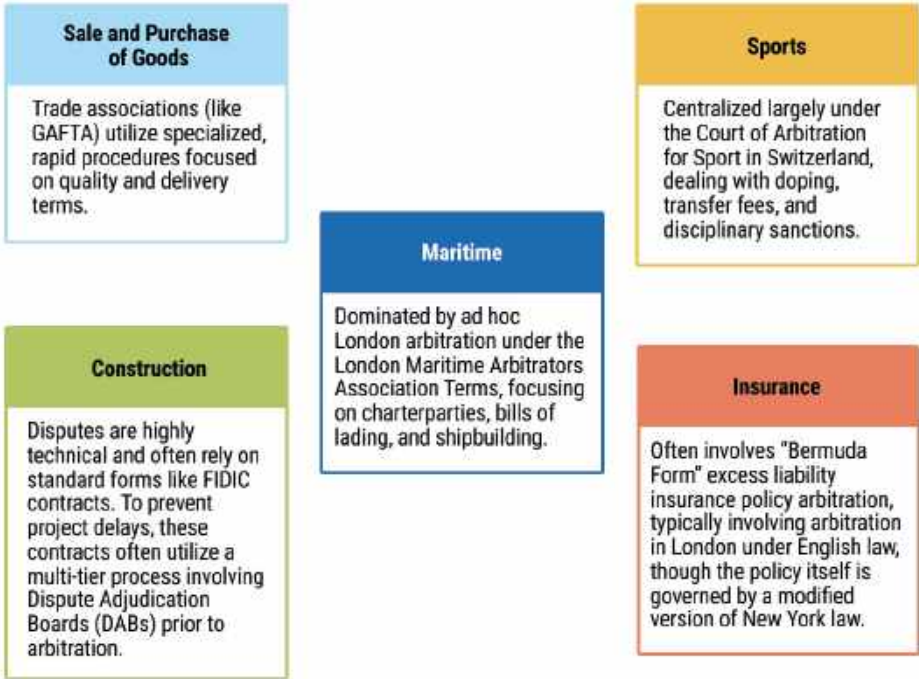 Sale and Purchase
of Goods
Trade associations (like
GAFTA) utilize specialized,
rapid procedures focused
on quality and delivery
terms.
Sports
Centralized largely under
the Court of Arbitration
for Sport in Switzerland,
dealing with doping,
transfer fees, and
disciplinary sanctions.
Maritime
Dominated by ad hoc
London arbitration under the
London Maritime Arbitrators
Association Terms, focusing
on charterparties, bills of
lading, and shipbuilding.
Construction
Disputes are highly
technical and often rely on
standard forms like FIDIC
contracts. To prevent
project delays, these
contracts often utilize a
multi-tier process involving
Dispute Adjudication
Boards (DABs) prior to
arbitration.
Insurance
Often involves "Bermuda
Form" excess liability
insurance policy arbitration,
typically involving arbitration
in London under English law,
though the policy itself is
governed by a modified
version of New York law.